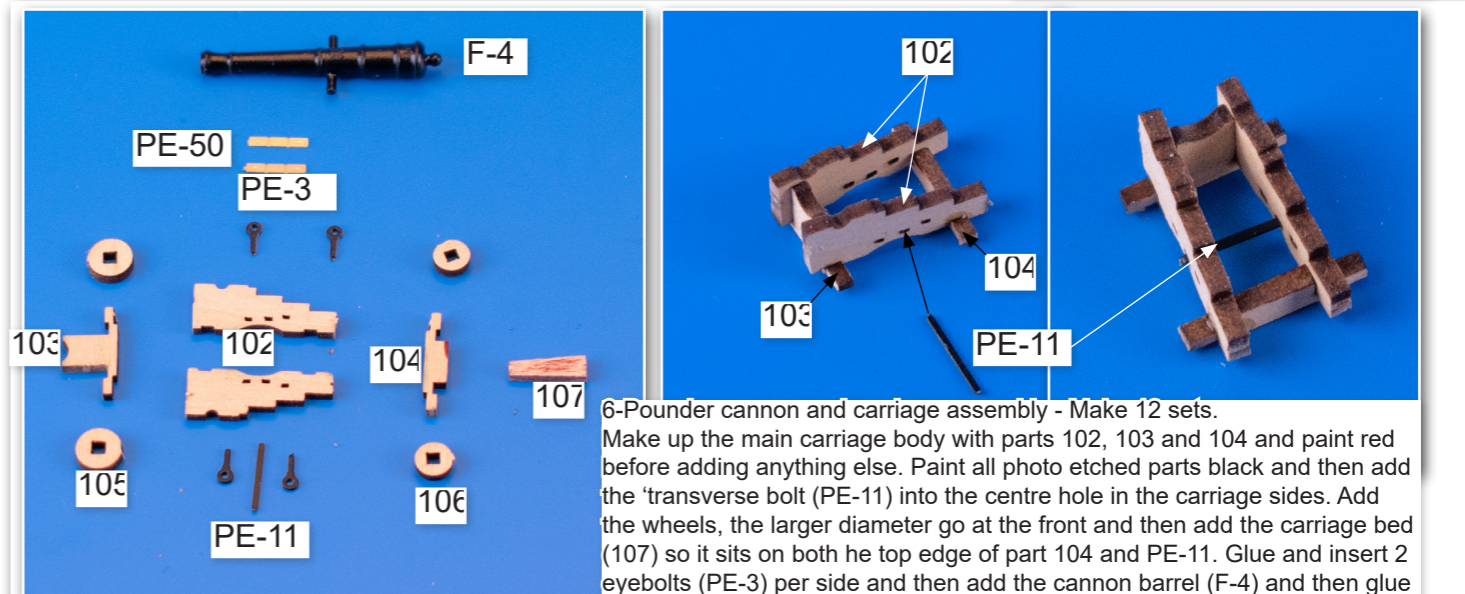 F-4
PE-50
PE-3
103
102
104
107
105
106
PE-11
102
104
103
PE-11
6-Pounder cannon and carriage assembly - Make 12 sets.
Make up the main carriage body with parts 102, 103 and 104 and paint red
before adding anything else. Paint all photo etched parts black and then add
the ‘transverse bolt (PE-11) into the centre hole in the carriage sides. Add
the wheels, the larger diameter go at the front and then add the carriage bed
(107) so it sits on both he top edge of part 104 and PE-11. Glue and insert 2
eyebolts (PE-3) per side and then add the cannon barrel (F-4) and then glue